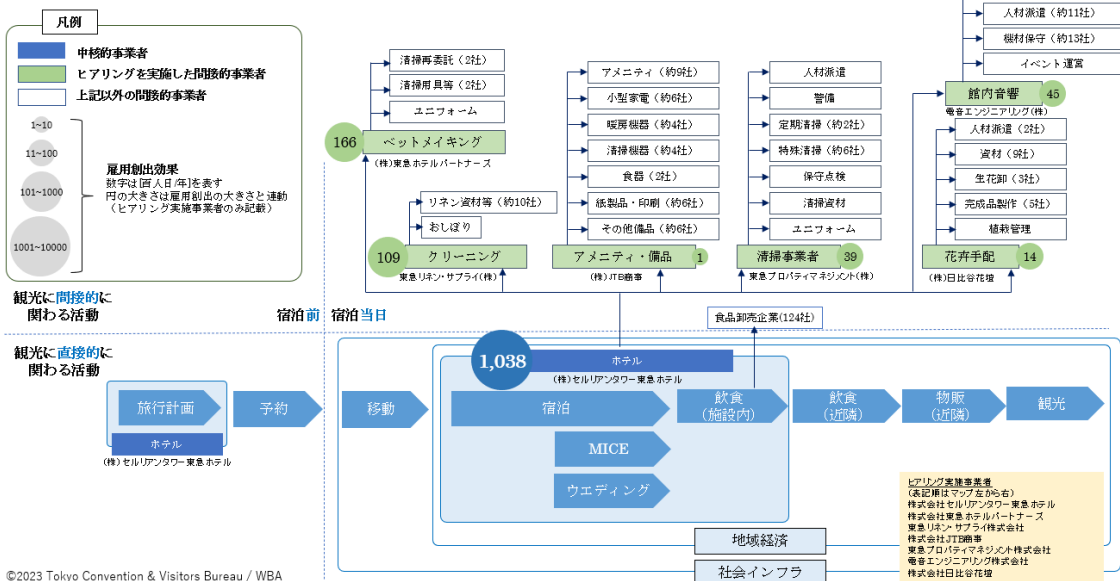 凡例
中核的事業者
ヒアリングを実施した間接的事業者
上記以外の間接的事業者
1~10
11~100
101~1000
1001~10000
雇用創出効果
数字は[百人日/年]を表す
円の大きさは雇用創出の大きさと連動
(ヒアリング実施事業者のみ記載)
清掃再委託(2社)
清掃用具等(2社)
ユニフォーム
166
ベットメイキング
(株)東急ホテルパートナーズ
リネン資材等(約10社)
おしぼり
109
クリーニング
東急リネン・サプライ(株)
アメニティ(約9社)
小型家電(約6社)
暖房機器(約4社)
清掃機器(約4社)
食器(2社)
紙製品・印刷(約6社)
その他備品(約6社)
アメニティ・備品
1
(株)JTB商事
人材派遣
警備
定期清掃(約2社)
特殊清掃(約6社)
保守点検
清掃資材
ユニフォーム
清掃事業者
39
東急プロパティマネジメント(株)
人材派遣(約11社)
機材保守(約13社)
イベント運営
館内音響
45
電音エンジニアリング(株)
人材派遣(2社)
資材(9社)
生花卸(3社)
完成品製作(5社)
植栽管理
花卉手配
14
(株)日比谷花壇
観光に間接的に
関わる活動
宿泊前
宿泊当日
食品卸売企業(124社)
観光に直接的に
関わる活動
1,038
ホテル
(株)セルリアンタワー東急ホテル
旅行計画
予約
移動
宿泊
飲食
(施設内)
飲食
(近隣)
物販
(近隣)
観光
ホテル
(株)セルリアンタワー東急ホテル
MICE
ウエディング
地域経済
社会インフラ
ヒアリング実施事業者
(表記順はマップ左から右)
株式会社セルリアンタワー東急ホテル
株式会社東急ホテルパートナーズ
東急リネン・サプライ株式会社
株式会社JTB商事
東急プロパティマネジメント株式会社
電音エンジニアリング株式会社
株式会社日比谷花壇
©2023 Tokyo Convention & Visitors Bureau / WBA